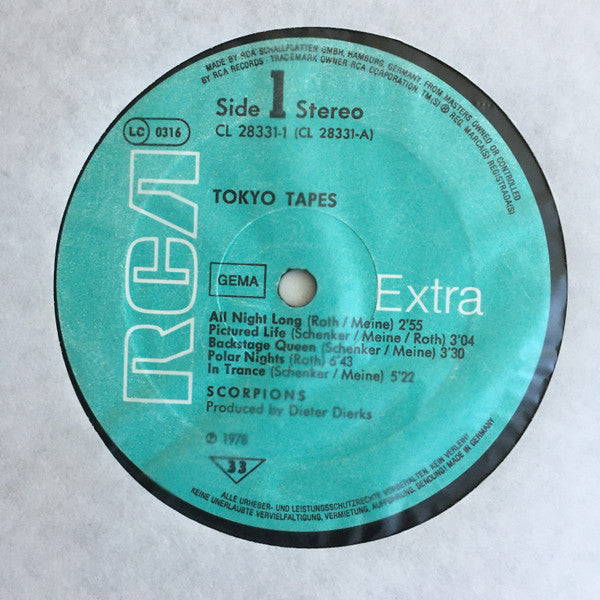 MADE BY RCA SCHALLPLATTEN GMBH, HAMBURG, GERMANY, FROM MASTERS OWNED OR CONTROLLED
BY RCA RECORDS · TRADEMARK OWNER RCA CORPORATION. TM(S) ® REG. MARCA(S) REGISTRADA(S)
Side 1 Stereo
CL 28331-1 (CL 28331-A)
LC 0316
RCA
TOKYO TAPES
GEMA
Extra
All Night Long (Roth / Meine) 2'55
Pictured Life (Schenker / Meine / Roth) 3'04
Backstage Queen (Schenker / Meine) 3'30
Polar Nights (Roth) 6'43
In Trance (Schenker / Meine) 5'22
SCORPIONS
Produced by Dieter Dierks
℗ 1978
33
ALLE URHEBER- UND LEISTUNGSSCHUTZRECHTE VORBEHALTEN. KEIN VERLEIH!
KEINE UNERLAUBTE VERVIELFÄLTIGUNG, VERMIETUNG, AUFFÜHRUNG, SENDUNG! MADE IN GERMANY